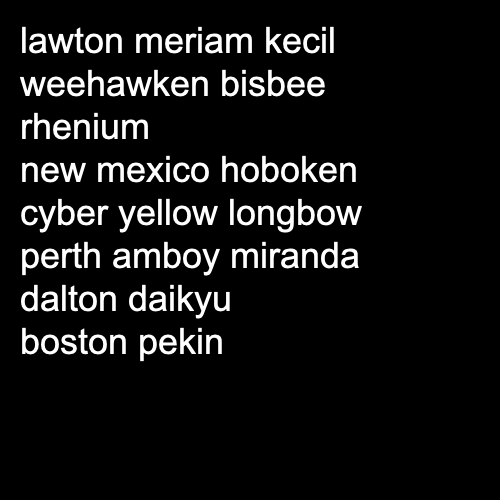 lawton meriam kecil
weehawken bisbee
rhenium
new mexico hoboken
cyber yellow longbow
perth amboy miranda
dalton daikyu
boston pekin